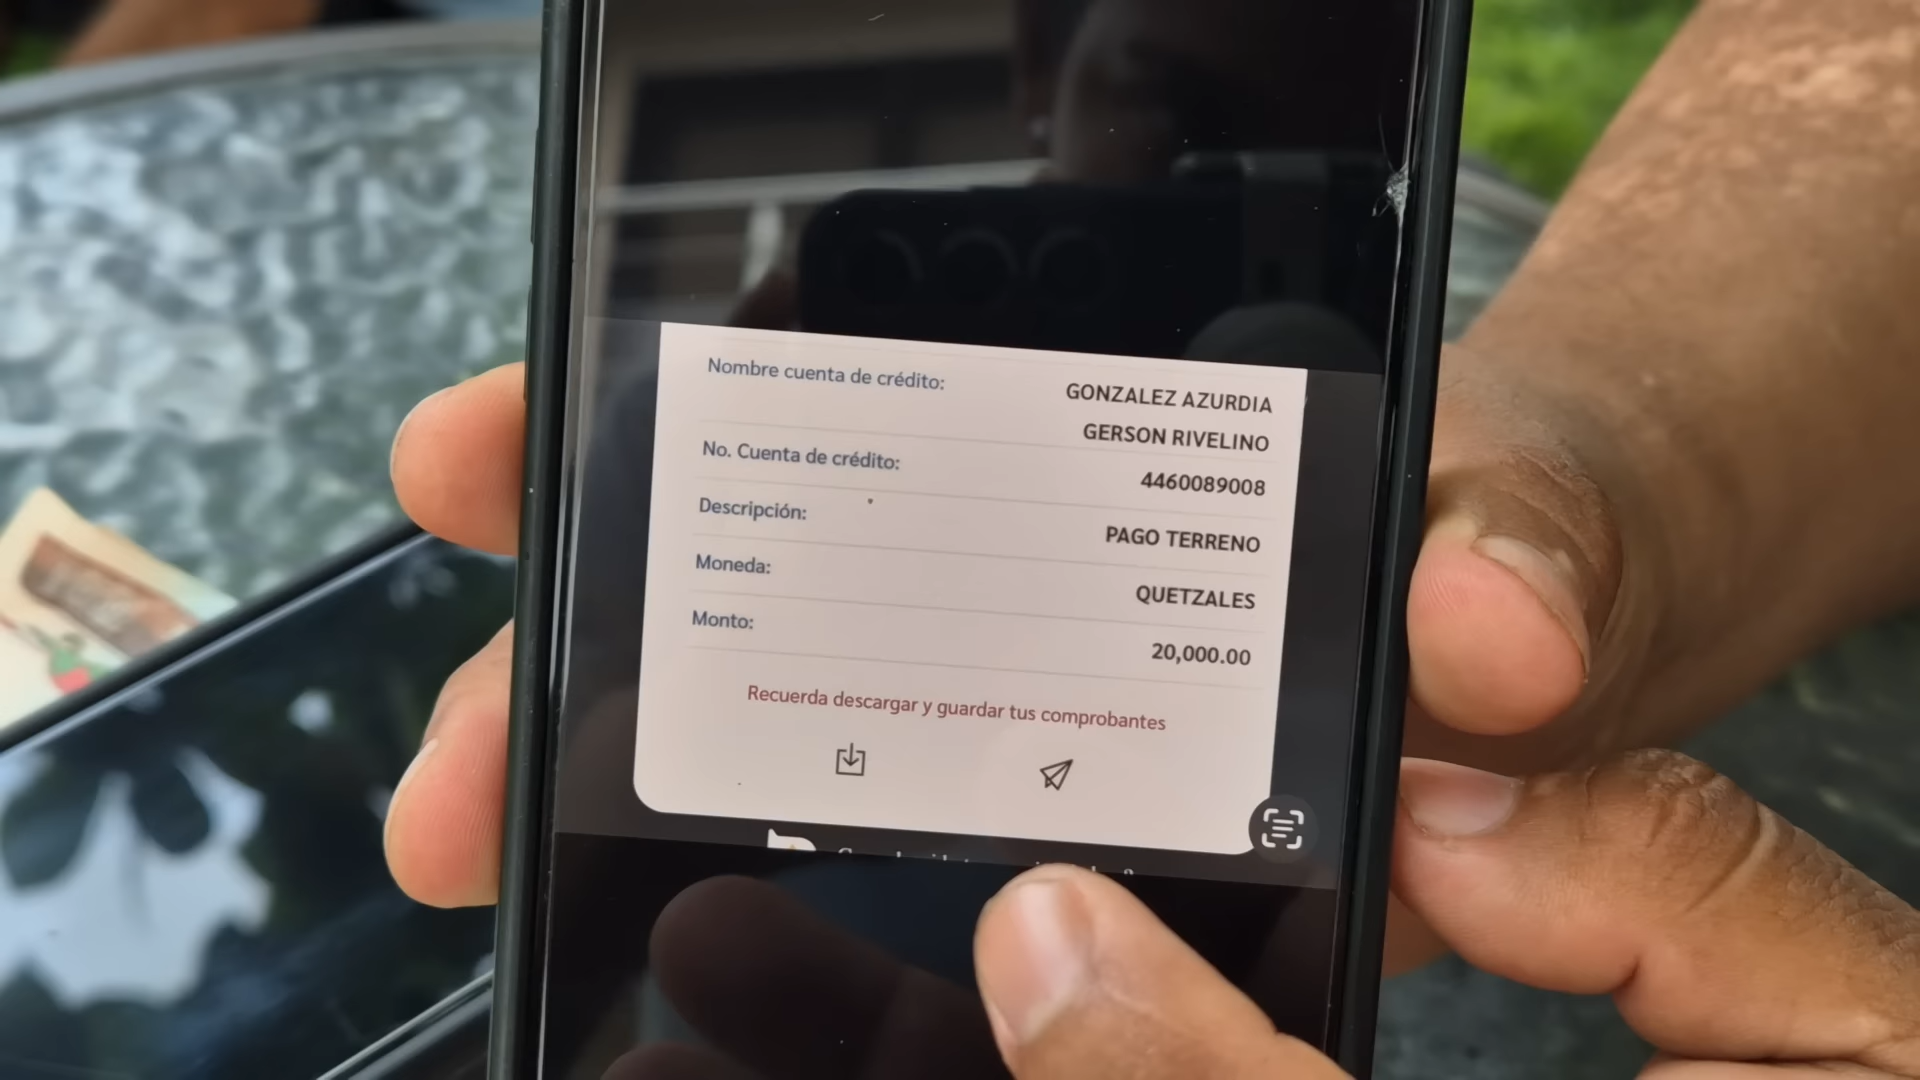 Nombre cuenta de crédito:
GONZALEZ AZURDIA
GERSON RIVELINO
No. Cuenta de crédito:
4460089008
Descripción:
PAGO TERRENO
Moneda:
QUETZALES
Monto:
20,000.00
Recuerda descargar y guardar tus comprobantes